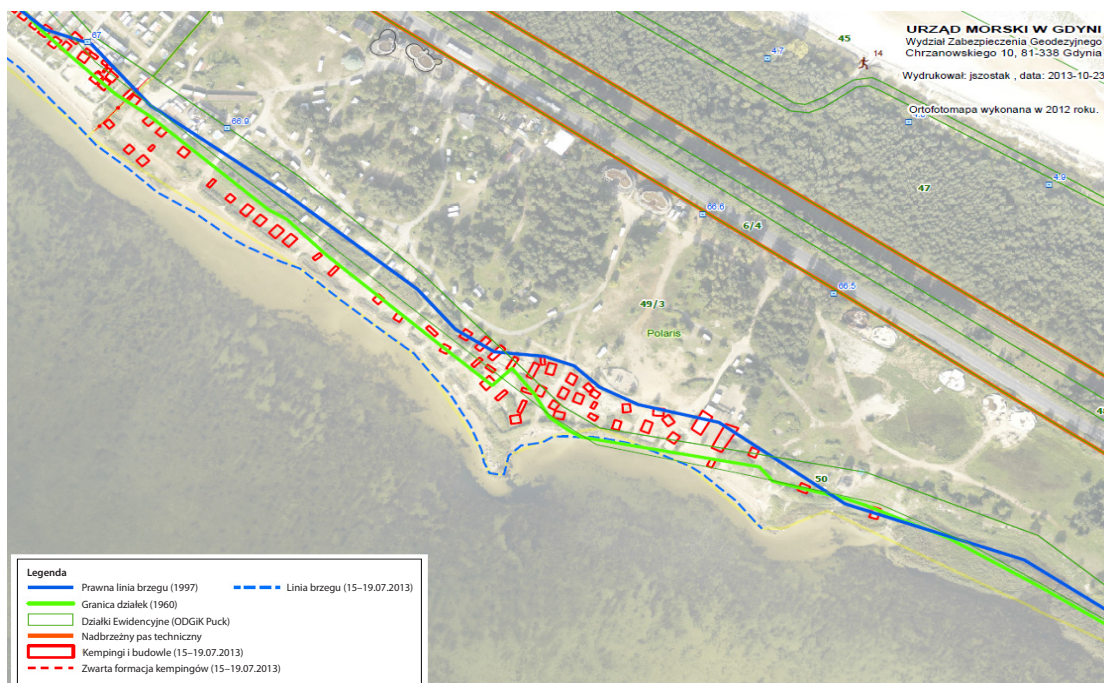 URZĄD MORSKI W GDYNI
Wydział Zabezpieczenia Geodezyjnego
Chrzanowskiego 10, 81-338 Gdynia
Wydrukował: jszostak , data: 2013-10-23
Ortofotomapa wykonana w 2012 roku.
67
45
4.7
14
66.9
4.9
47
66.6
6/4
66.5
49/3
Polaris
50
Legenda
Prawna linia brzegu (1997)
Linia brzegu (15–19.07.2013)
Granica działek (1960)
Działki Ewidencyjne (ODGiK Puck)
Nadbrzeżny pas techniczny
Kempingi i budowle (15–19.07.2013)
Zwarta formacja kempingów (15–19.07.2013)